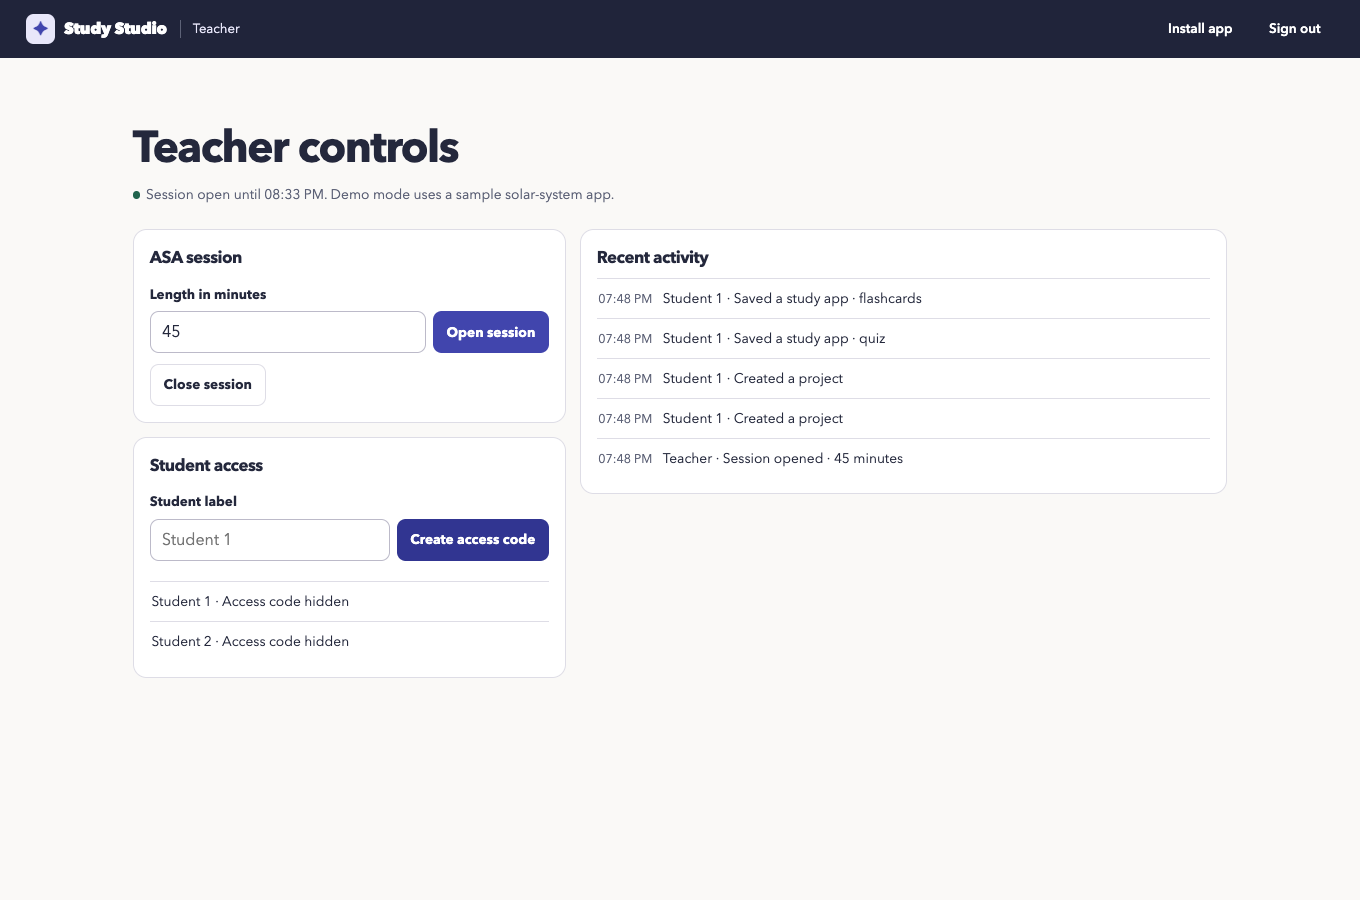 Study Studio
Teacher
Install app
Sign out
Teacher controls
Session open until 08:33 PM. Demo mode uses a sample solar-system app.
ASA session
Length in minutes
45
Open session
Close session
Student access
Student label
Student 1
Create access code
Student 1 · Access code hidden
Student 2 · Access code hidden
Recent activity
07:48 PM Student 1 · Saved a study app · flashcards
07:48 PM Student 1 · Saved a study app · quiz
07:48 PM Student 1 · Created a project
07:48 PM Student 1 · Created a project
07:48 PM Teacher · Session opened · 45 minutes